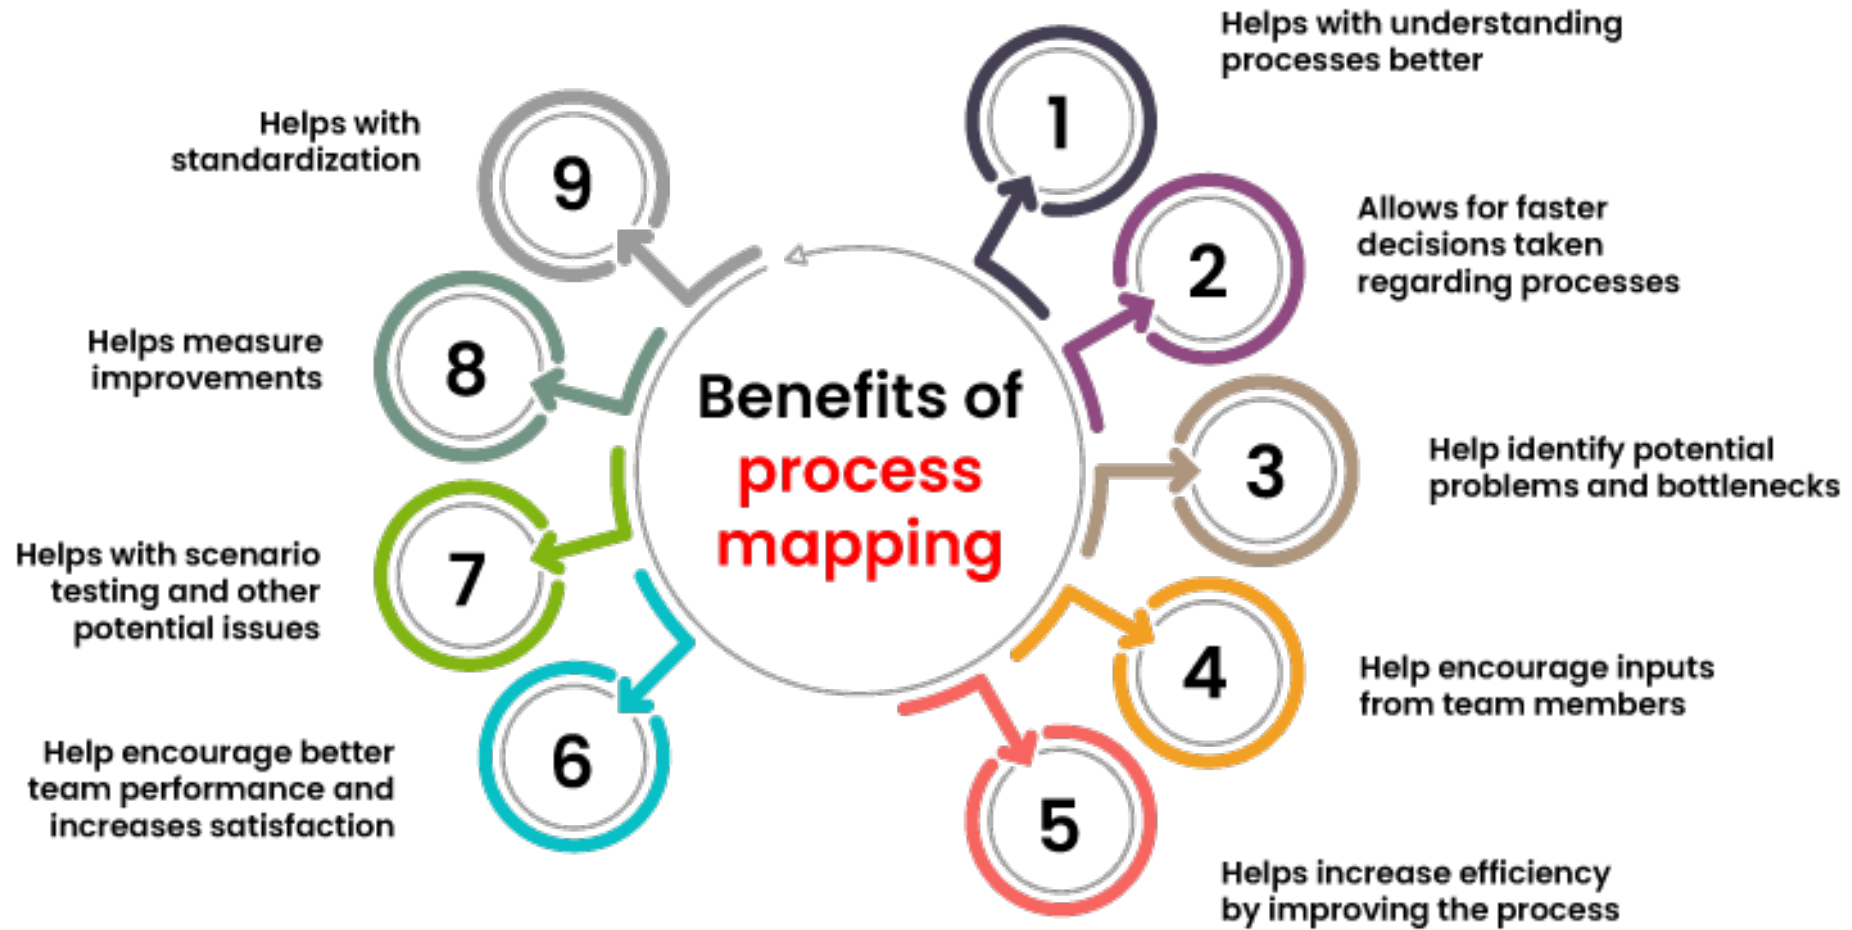 Benefits of
process
mapping
1
Helps with understanding
processes better
2
Allows for faster
decisions taken
regarding processes
3
Help identify potential
problems and bottlenecks
4
Help encourage inputs
from team members
5
Helps increase efficiency
by improving the process
6
Help encourage better
team performance and
increases satisfaction
7
Helps with scenario
testing and other
potential issues
8
Helps measure
improvements
9
Helps with
standardization